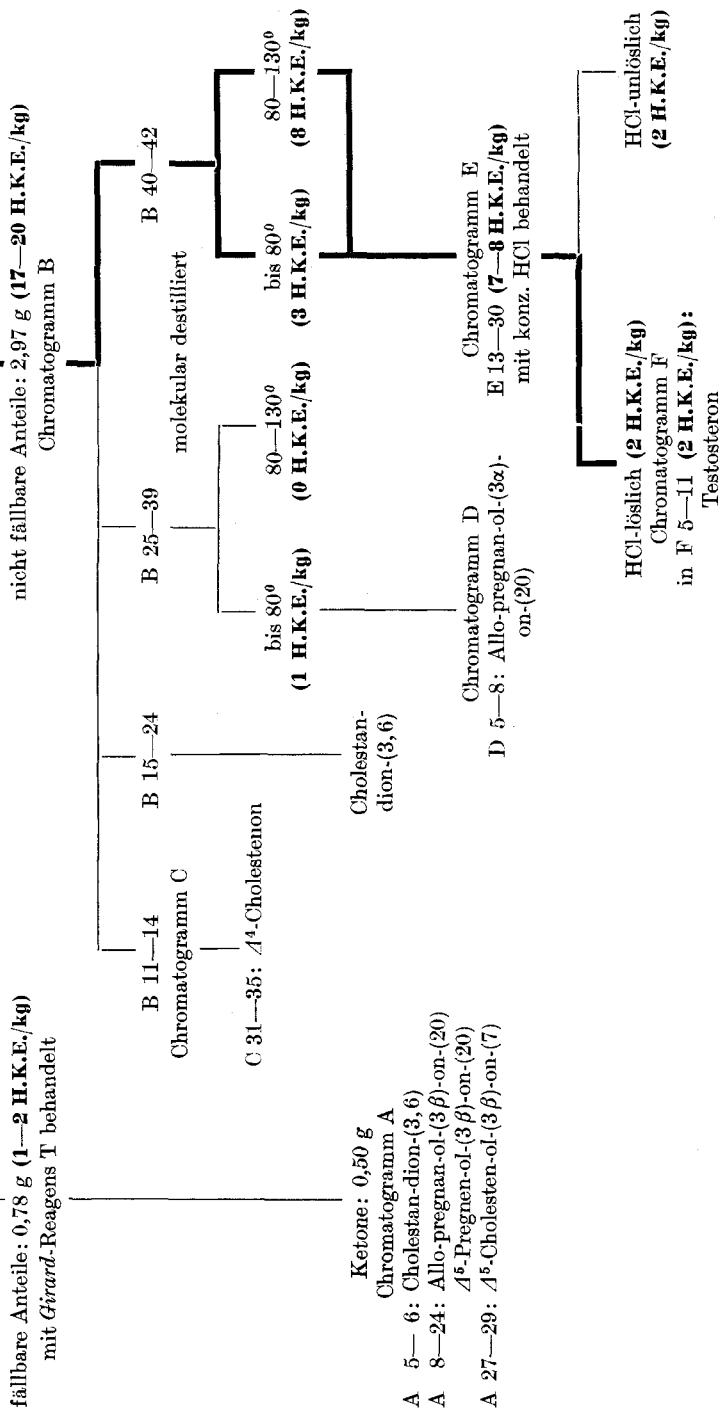 nicht fällbare Anteile: 2,97 g (17—20 H.K.E./kg)
Chromatogramm B
fällbare Anteile: 0,78 g (1—2 H.K.E./kg)
mit Girard-Reagens T behandelt
B 11—14
Chromatogramm C
B 15—24
B 25—39
B 40—42
molekular destilliert
C 31—35: Δ⁴-Cholestenon
bis 80⁰
(1 H.K.E./kg)
80—130⁰
(0 H.K.E./kg)
bis 80⁰
(3 H.K.E./kg)
80—130⁰
(8 H.K.E./kg)
Cholestan-
dion-(3,6)
Ketone: 0,50 g
Chromatogramm A
A 5— 6: Cholestan-dion-(3,6)
A 8—24: Allo-pregnan-ol-(3β)-on-(20)
Δ⁵-Pregnen-ol-(3β)-on-(20)
A 27—29: Δ⁵-Cholesten-ol-(3β)-on-(7)
Chromatogramm D
D 5—8: Allo-pregnan-ol-(3α)-
on-(20)
Chromatogramm E
E 13—30 (7—8 H.K.E./kg)
mit konz. HCl behandelt
HCl-löslich (2 H.K.E./kg)
Chromatogramm F
in F 5—11 (2 H.K.E./kg):
Testosteron
HCl-unlöslich
(2 H.K.E./kg)